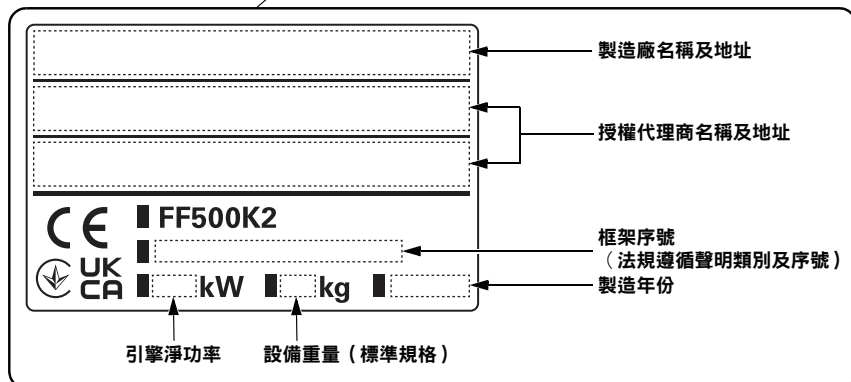 製造廠名稱及地址
授權代理商名稱及地址
CE FF500K2
框架序號
（法規遵循聲明類別及序號）
UK
CA
kW kg
製造年份
引擎淨功率 設備重量（標準規格）